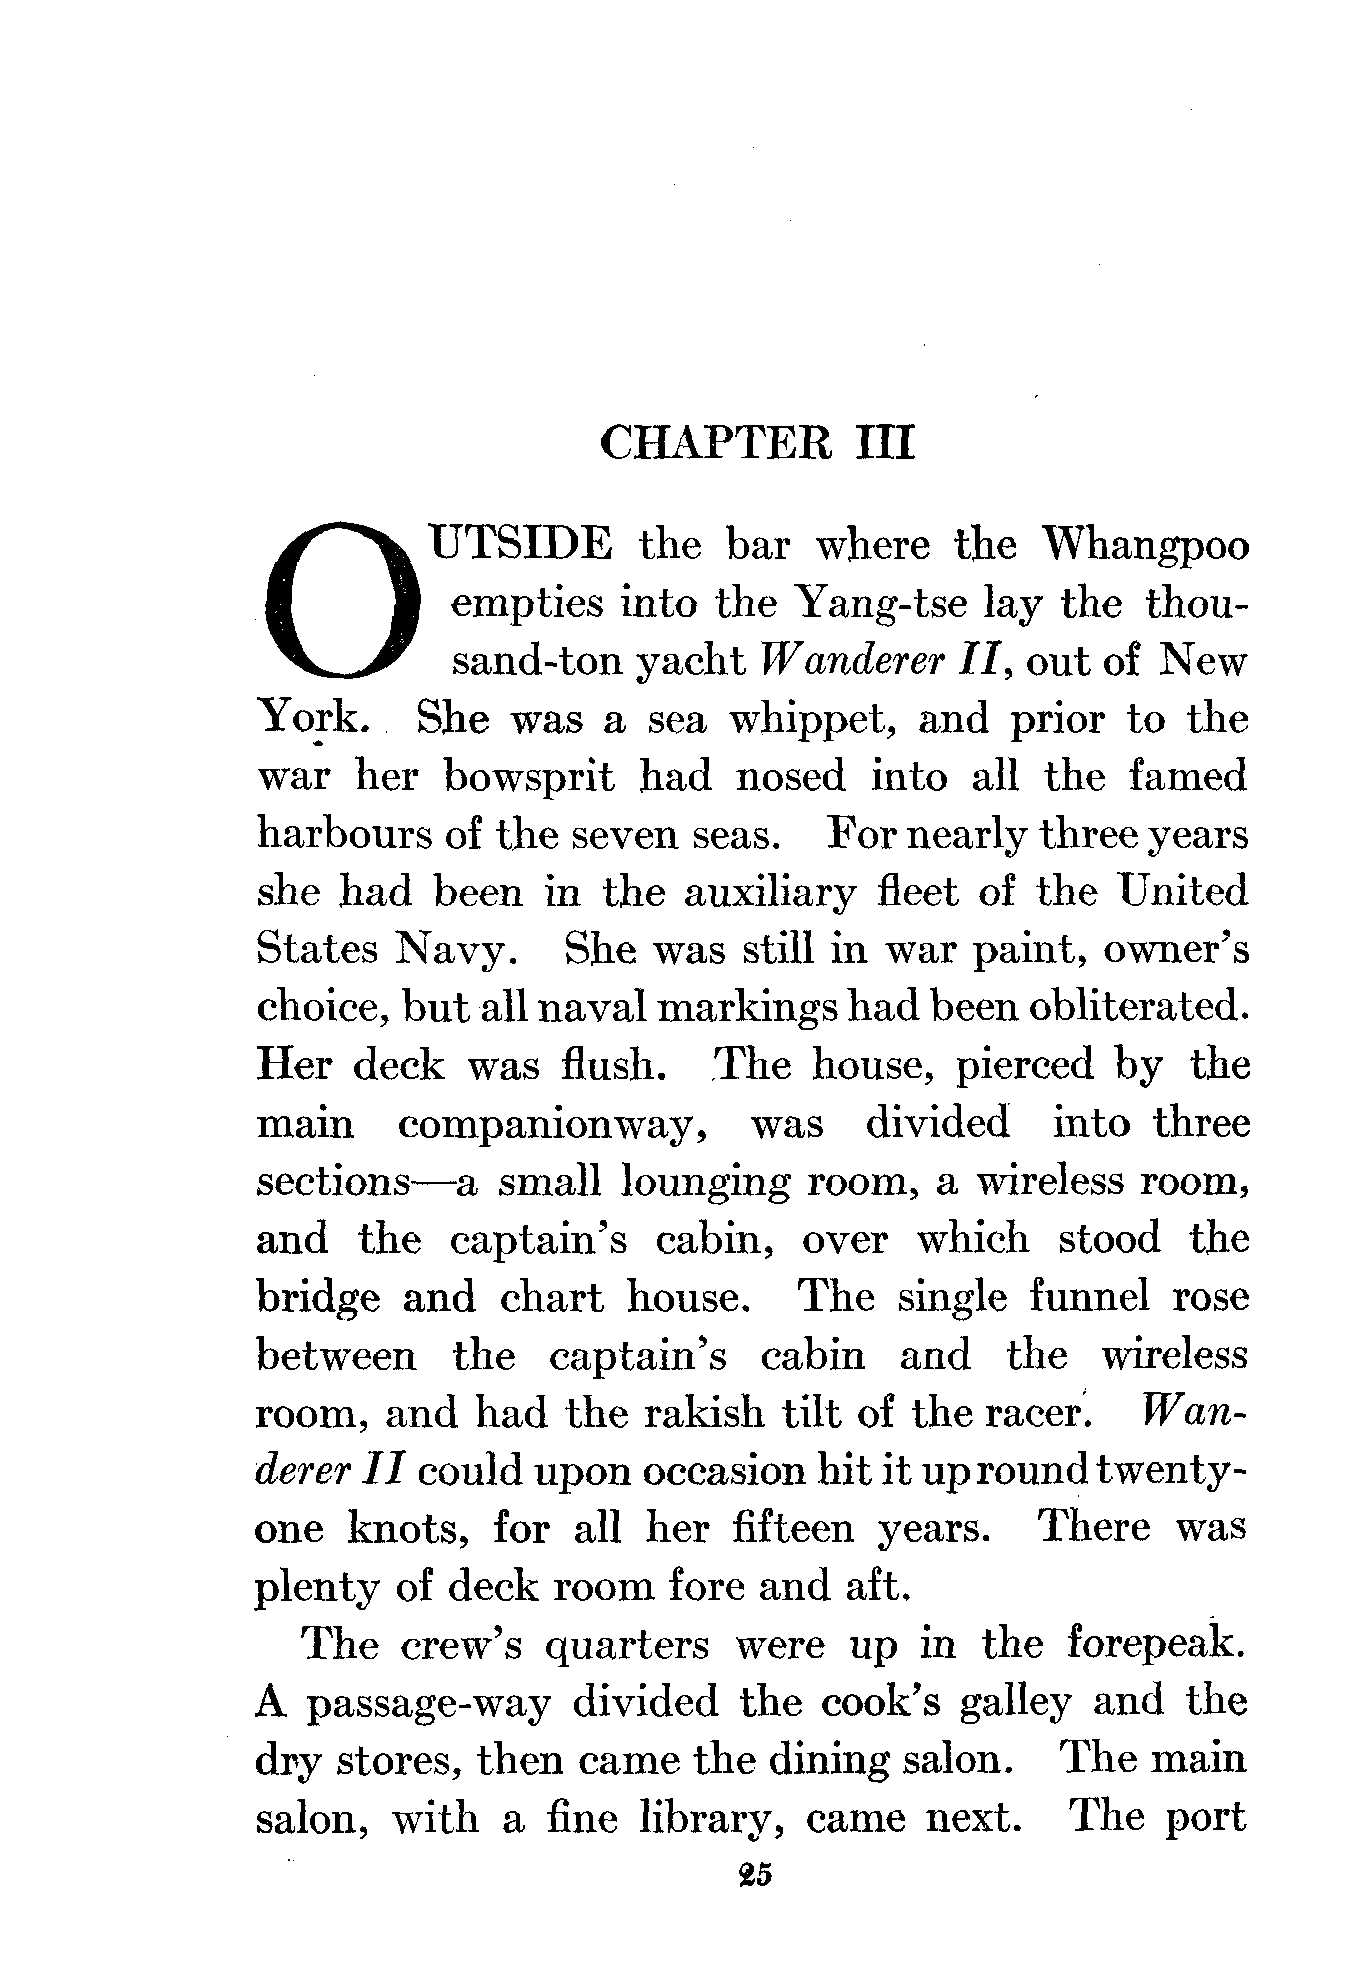 CHAPTER III
OUTSIDE the bar where the Whangpoo
empties into the Yang-tse lay the thou-
sand-ton yacht Wanderer II, out of New
York. She was a sea whippet, and prior to the
war her bowsprit had nosed into all the famed
harbours of the seven seas. For nearly three years
she had been in the auxiliary fleet of the United
States Navy. She was still in war paint, owner's
choice, but all naval markings had been obliterated.
Her deck was flush. The house, pierced by the
main companionway, was divided into three
sections—a small lounging room, a wireless room,
and the captain's cabin, over which stood the
bridge and chart house. The single funnel rose
between the captain's cabin and the wireless
room, and had the rakish tilt of the racer. Wan-
derer II could upon occasion hit it up round twenty-
one knots, for all her fifteen years. There was
plenty of deck room fore and aft.
The crew's quarters were up in the forepeak.
A passage-way divided the cook's galley and the
dry stores, then came the dining salon. The main
salon, with a fine library, came next. The port
25